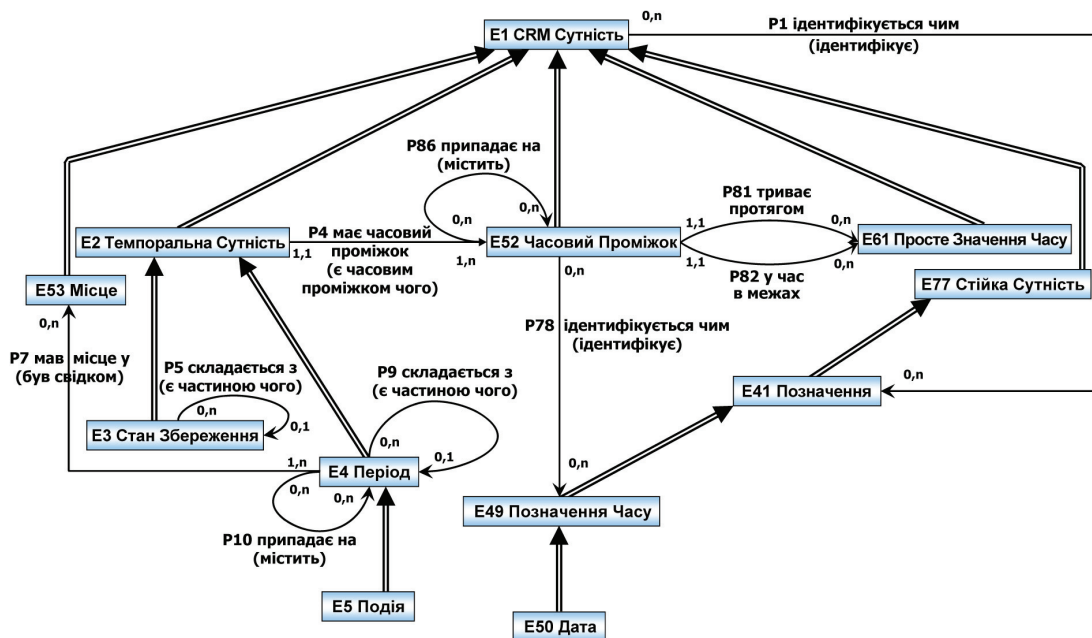 0,n
P1 ідентифікується чим
(ідентифікує)
E1 CRM Сутність
P86 припадає на
(містить)
0,n
0,n
P81 триває
протягом
E2 Темпоральна Сутність
1,1
P4 має часовий
проміжок
(є часовим
проміжком чого)
1,n
E52 Часовий Проміжок
1,1
1,1
0,n
0,n
E61 Просте Значення Часу
P82 у час
в межах
0,n
E53 Місце
0,n
E77 Стійка Сутність
P78 ідентифікується чим
(ідентифікує)
P7 мав місце у
(був свідком)
P5 складається з
(є частиною чого)
P9 складається з
(є частиною чого)
0,n
0,1
E3 Стан Збереження
E41 Позначення
0,n
0,n
0,1
1,n
E4 Період
0,n
0,n
0,n
E49 Позначення Часу
P10 припадає на
(містить)
E5 Подія
E50 Дата